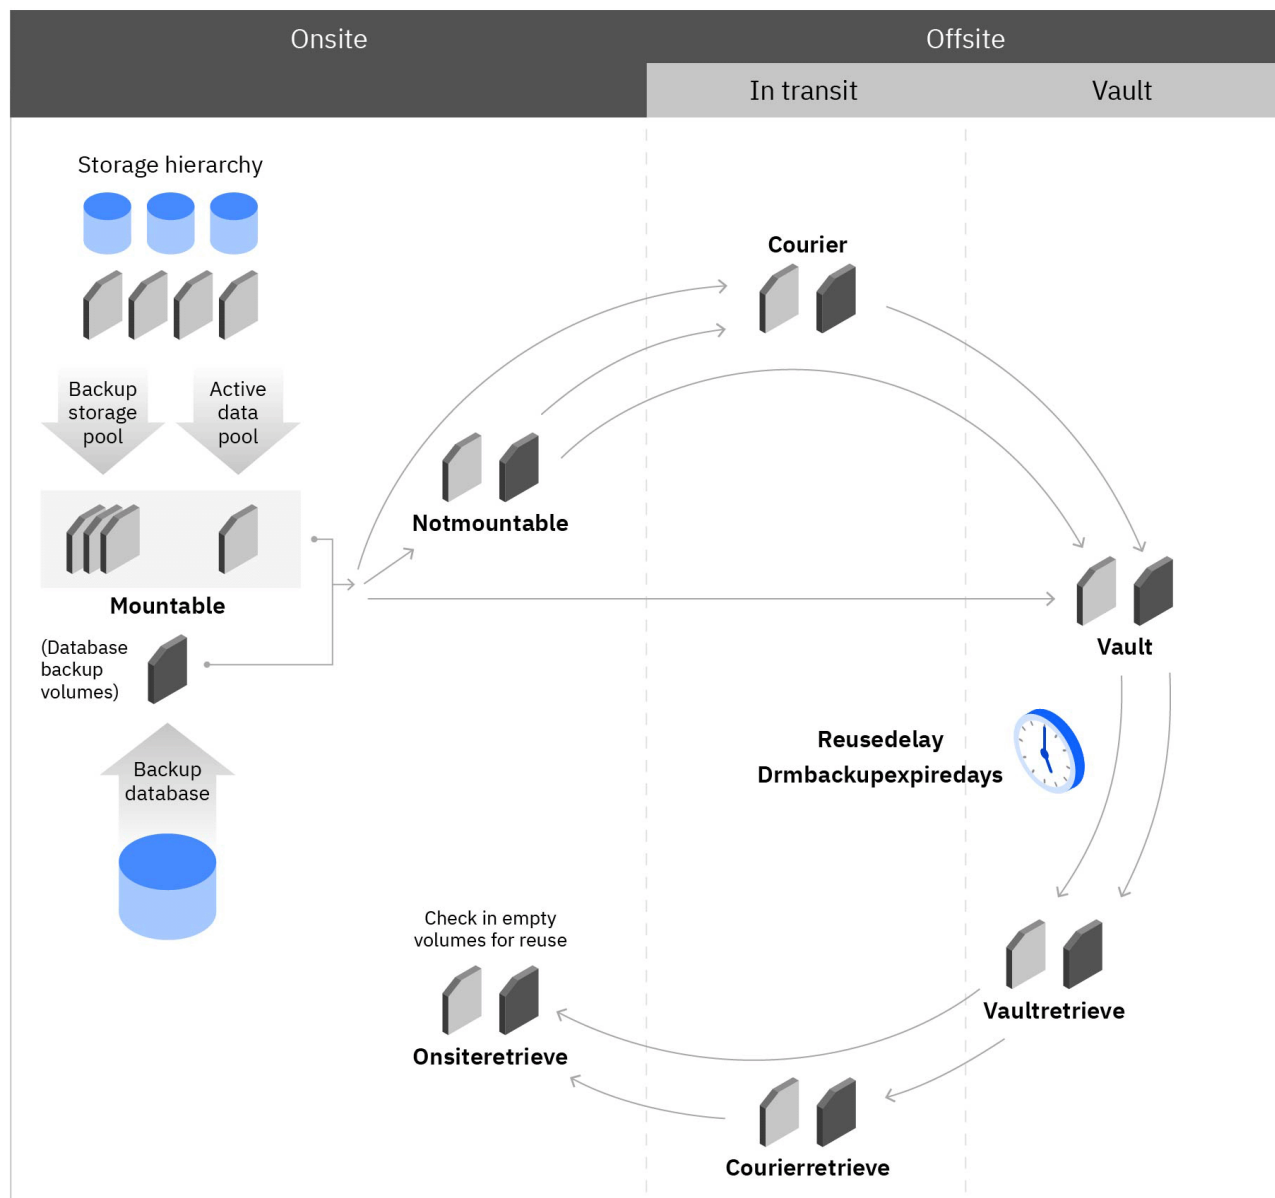 Onsite
Offsite
In transit
Vault
Storage hierarchy
Courier
Backup
storage
pool
Active
data
pool
Notmountable
Mountable
(Database
backup
volumes)
Vault
Reusedelay
Drmbackupexpiredays
Backup
database
Check in empty
volumes for reuse
Vaultretrieve
Onsiteretrieve
Courierretrieve